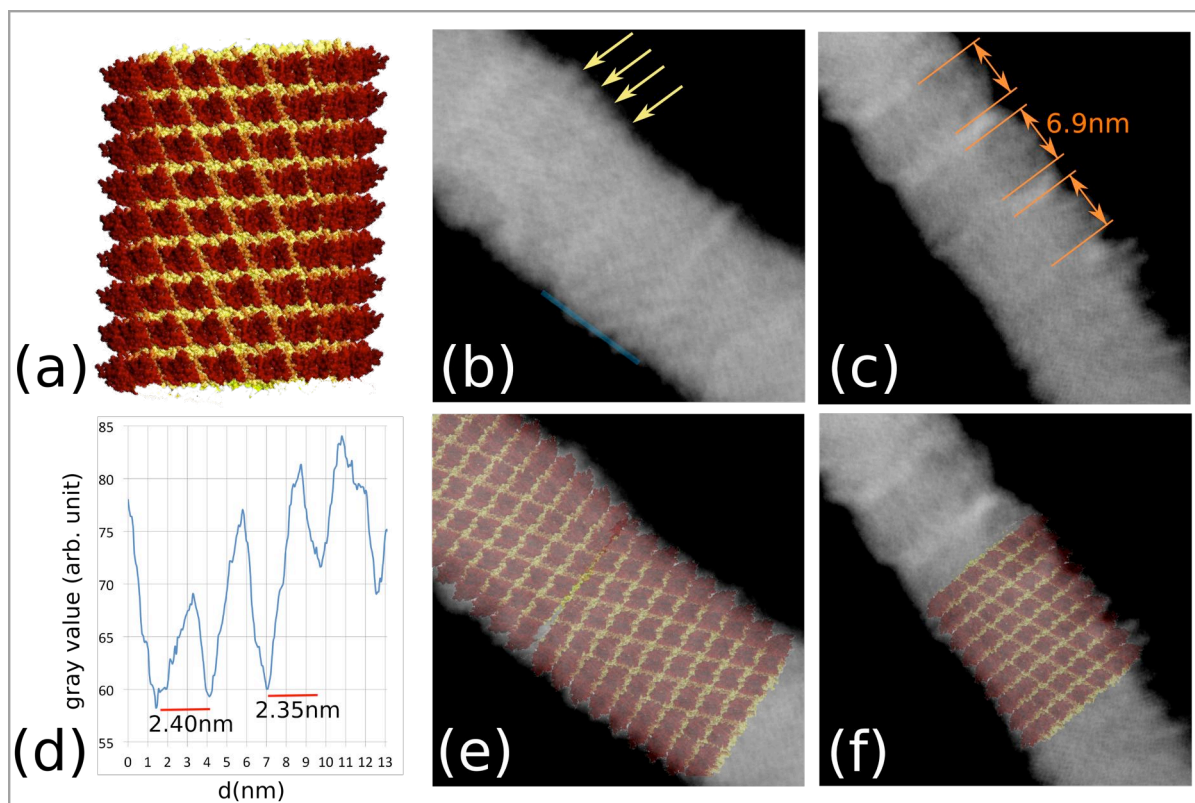 (a)
(b)
6.9nm
(c)
85
80
75
70
65
60
55
gray value (arb. unit)
2.40nm
2.35nm
0 1 2 3 4 5 6 7 8 9 10 11 12 13
d(nm)
(d)
(e)
(f)